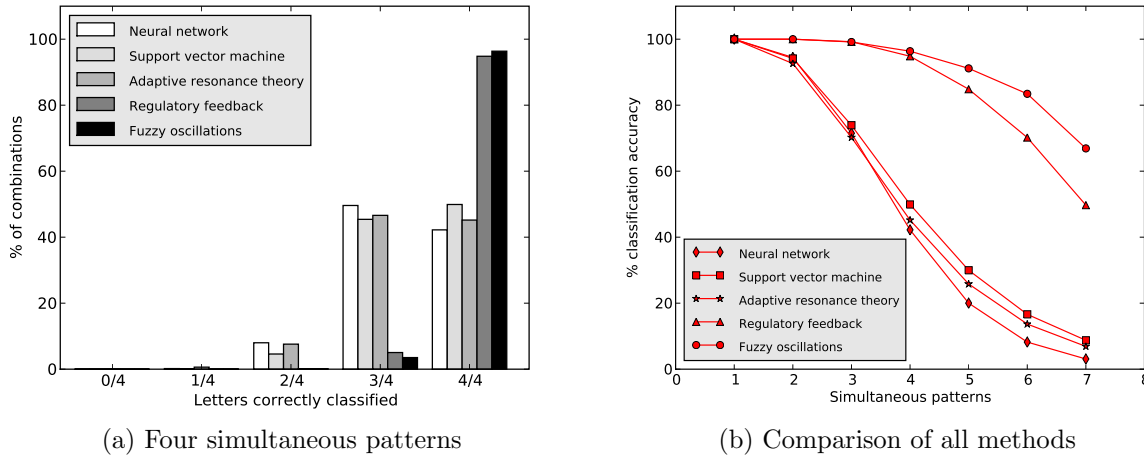 100
80
60
40
20
0
% of combinations
Neural network
Support vector machine
Adaptive resonance theory
Regulatory feedback
Fuzzy oscillations
0/4 1/4 2/4 3/4 4/4
Letters correctly classified
(a) Four simultaneous patterns
100
80
60
40
20
0
% classification accuracy
Neural network
Support vector machine
Adaptive resonance theory
Regulatory feedback
Fuzzy oscillations
0 1 2 3 4 5 6 7 8
Simultaneous patterns
(b) Comparison of all methods